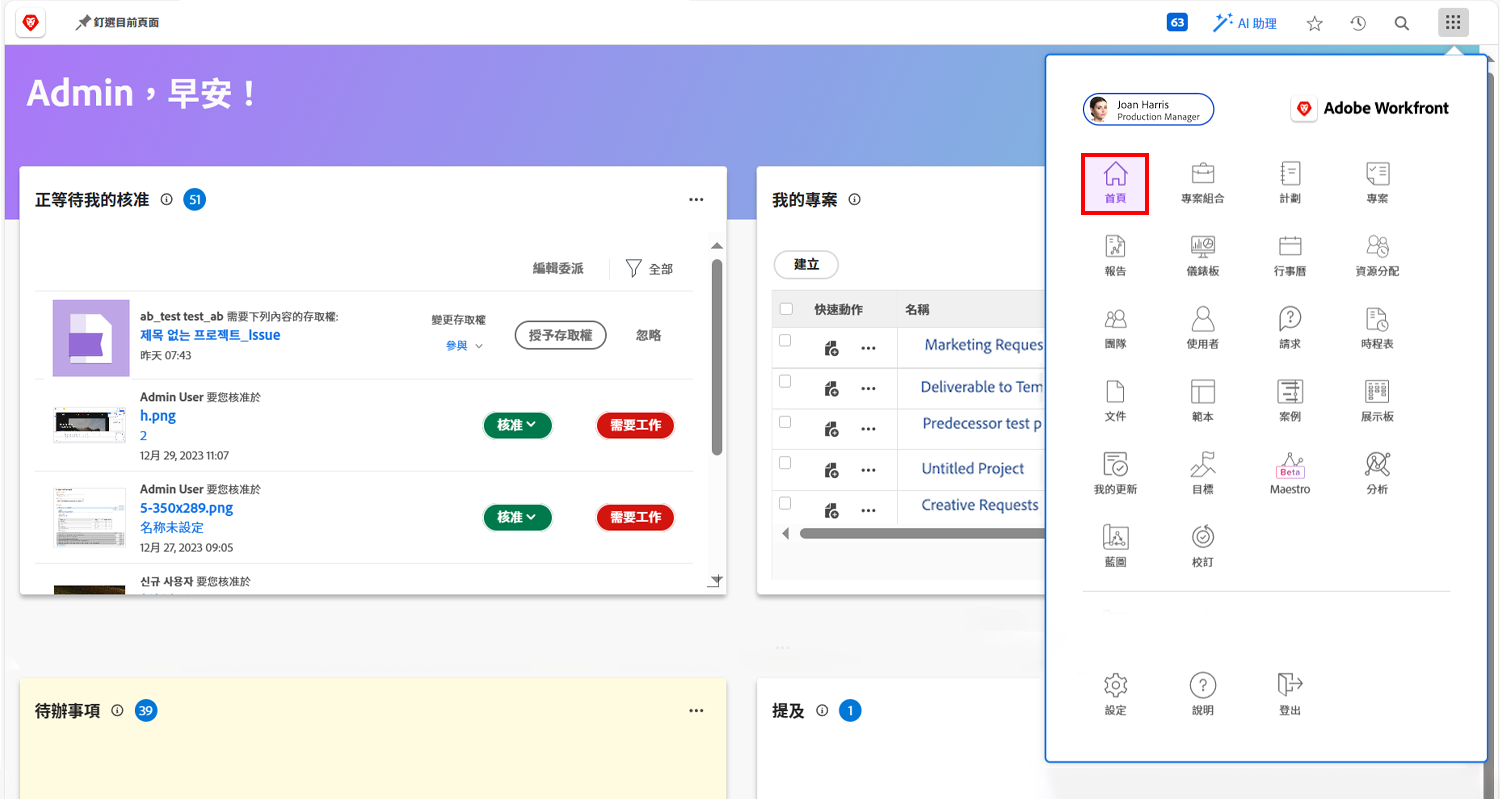 釘選目前頁面
63
AI 助理
Admin，早安！
正等待我的核准
51
編輯委派
全部
ab_test test_ab 需要下列內容的存取權:
제목 없는 프로젝트_Issue
昨天 07:43
變更存取權
參與
授予存取權
忽略
Admin User 要您核准於
h.png
2
12月 29, 2023 11:07
核准
需要工作
Admin User 要您核准於
5-350x289.png
名称未設定
12月 27, 2023 09:05
核准
需要工作
신규 사용자 要您核准於
我的專案
建立
快速動作
名稱
Marketing Reques
Deliverable to Tem
Predecessor test p
Untitled Project
Creative Requests
待辦事項
39
提及
1
Joan Harris
Production Manager
Adobe Workfront
首頁
專案組合
計劃
專案
報告
儀錶板
行事曆
資源分配
團隊
使用者
請求
時程表
文件
範本
案例
展示板
我的更新
目標
Beta
Maestro
分析
藍圖
校訂
設定
說明
登出